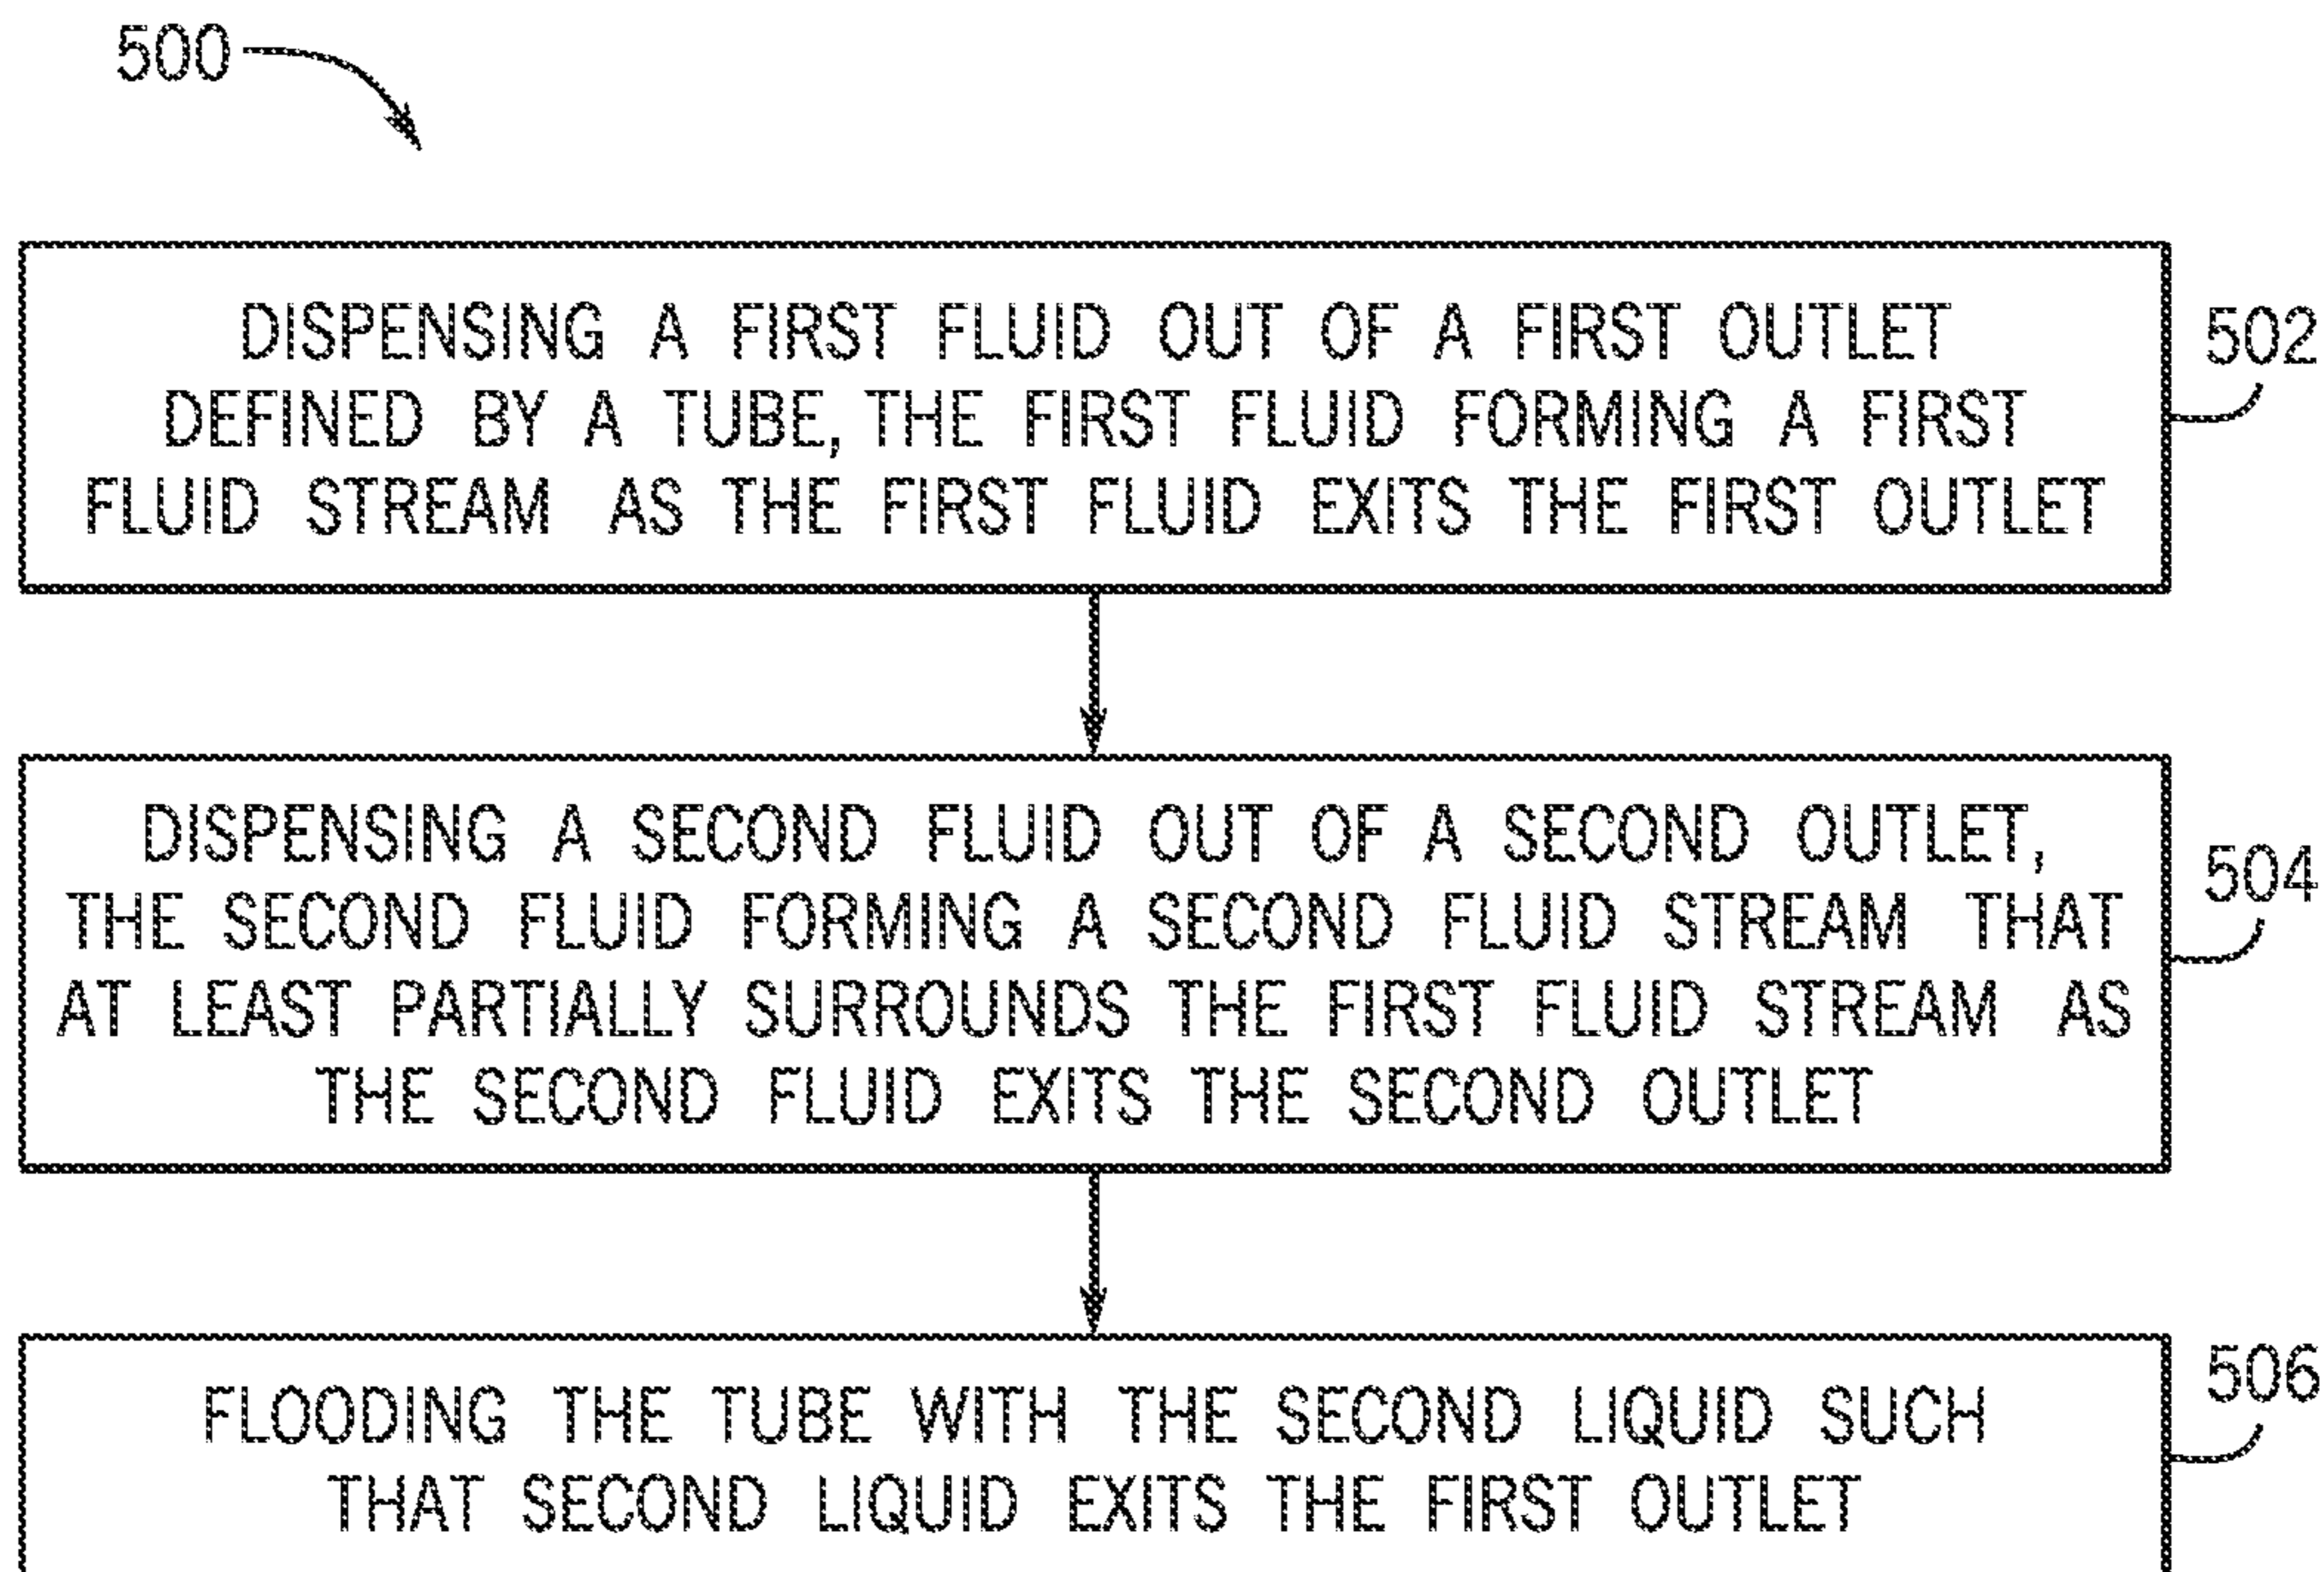 500
DISPENSING A FIRST FLUID OUT OF A FIRST OUTLET
DEFINED BY A TUBE, THE FIRST FLUID FORMING A FIRST
FLUID STREAM AS THE FIRST FLUID EXITS THE FIRST OUTLET
502
DISPENSING A SECOND FLUID OUT OF A SECOND OUTLET,
THE SECOND FLUID FORMING A SECOND FLUID STREAM THAT
AT LEAST PARTIALLY SURROUNDS THE FIRST FLUID STREAM AS
THE SECOND FLUID EXITS THE SECOND OUTLET
504
FLOODING THE TUBE WITH THE SECOND LIQUID SUCH
THAT SECOND LIQUID EXITS THE FIRST OUTLET
506